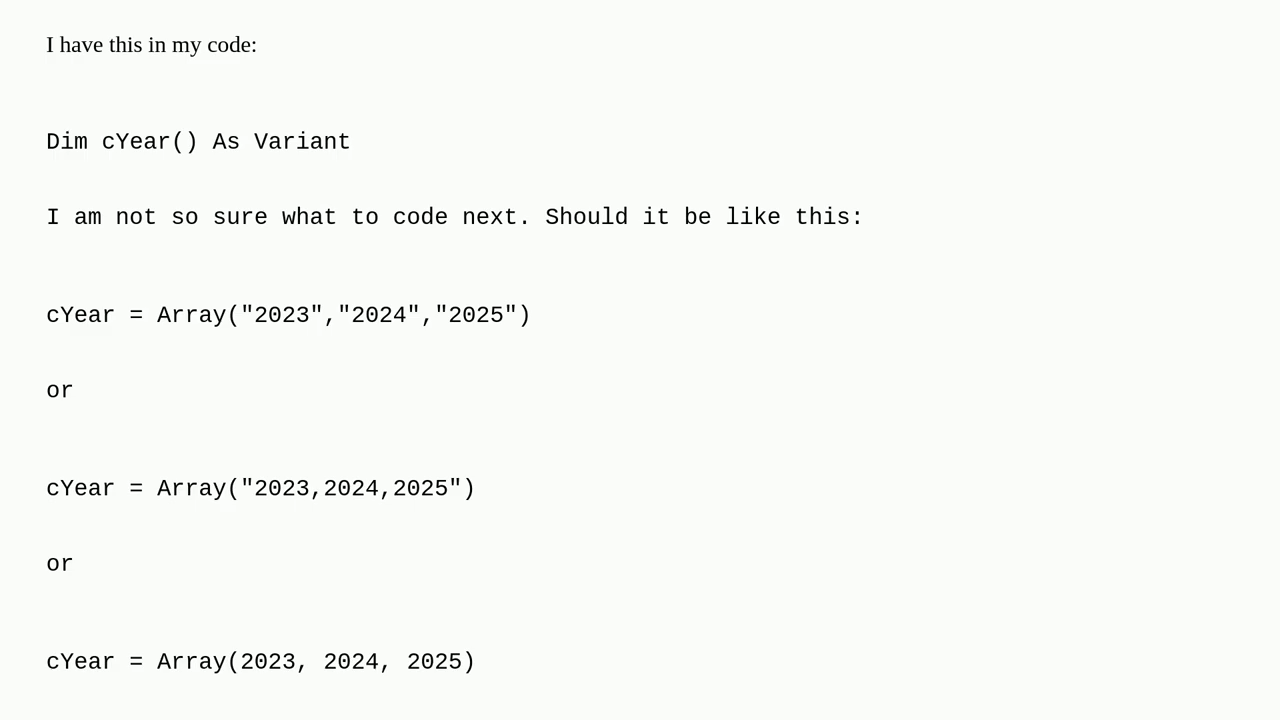 I have this in my code:
Dim cYear() As Variant
I am not so sure what to code next. Should it be like this:
cYear = Array("2023","2024","2025")
or
cYear = Array("2023,2024,2025")
or
cYear = Array(2023, 2024, 2025)